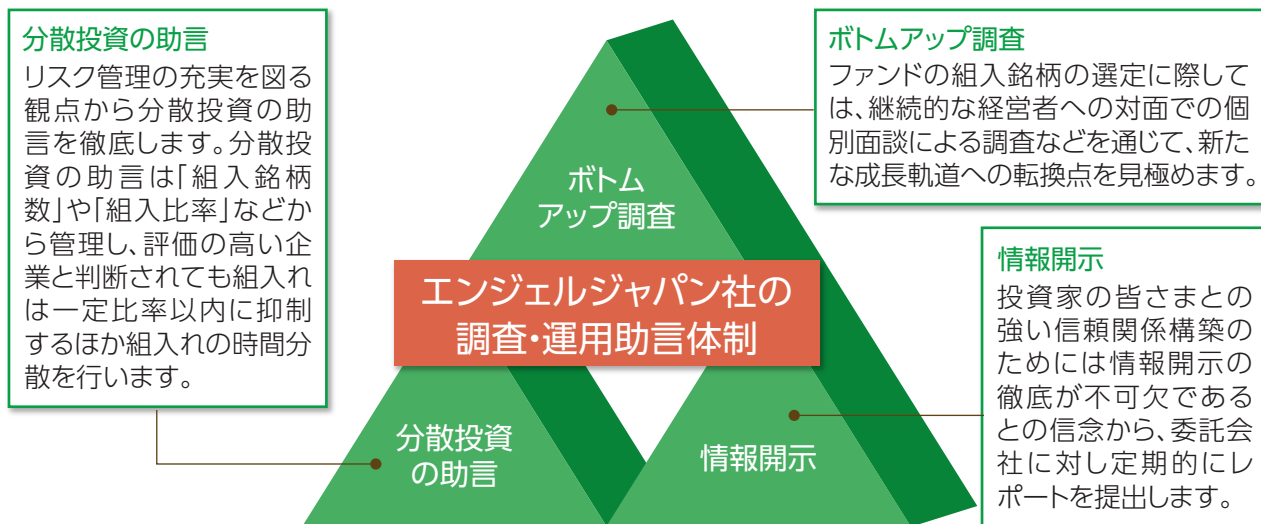 分散投資の助言
リスク管理の充実を図る
観点から分散投資の助
言を徹底します。分散投
資の助言は「組入銘柄
数」や「組入比率」などか
ら管理し、評価の高い企
業と判断されても組入れ
は一定比率以内に抑制
するほか組入れの時間分
散を行います。
ボトムアップ調査
ファンドの組入銘柄の選定に際して
は、継続的な経営者への対面での個
別面談による調査などを通じて、新た
な成長軌道への転換点を見極めます。
ボトム
アップ調査
エンジェルジャパン社の
調査・運用助言体制
分散投資
の助言
情報開示
情報開示
投資家の皆さまとの
強い信頼関係構築の
ためには情報開示の
徹底が不可欠である
との信念から、委託会
社に対し定期的にレ
ポートを提出します。